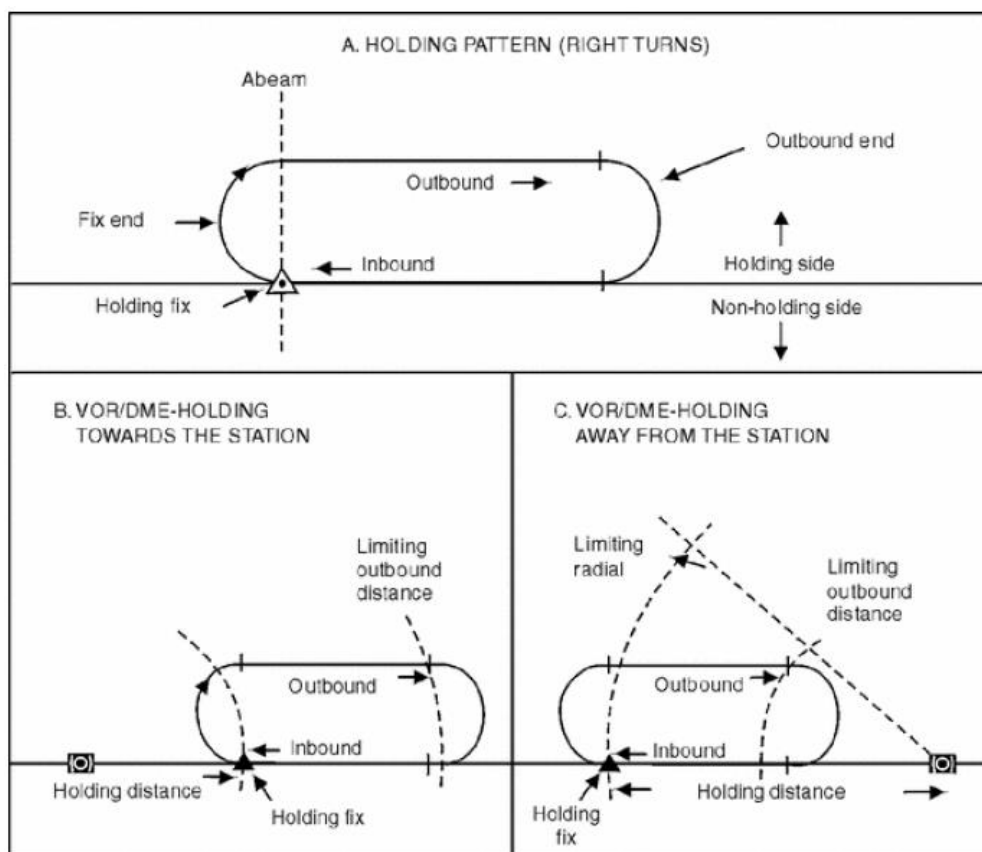 A. HOLDING PATTERN (RIGHT TURNS)
Abeam
Outbound end
Outbound
Fix end
Inbound
Holding side
Holding fix
Non-holding side
B. VOR/DME-HOLDING
TOWARDS THE STATION
Limiting
outbound
distance
Outbound
Inbound
Holding distance
Holding fix
C. VOR/DME-HOLDING
AWAY FROM THE STATION
Limiting
radial
Limiting
outbound
distance
Outbound
Inbound
Holding distance
Holding
fix